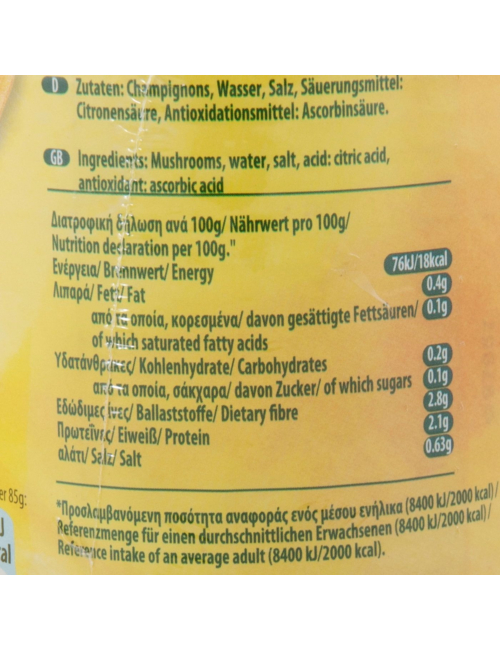 D Zutaten: Champignons, Wasser, Salz, Säuerungsmittel:
Citronensäure, Antioxidationsmittel: Ascorbinsäure.
GB Ingredients: Mushrooms, water, salt, acid: citric acid,
antioxidant: ascorbic acid
Διατροφική δήλωση ανά 100g/ Nährwert pro 100g/
Nutrition declaration per 100g."
Ενέργεια/ Brennwert/ Energy 76kJ/18kcal
Λιπαρά/ Fett/ Fat 0.4g
από τα οποία, κορεσμένα/ davon gesättigte Fettsäuren/ 0.1g
of which saturated fatty acids
Υδατάνθρακες/ Kohlenhydrate/ Carbohydrates 0.2g
από τα οποία, σάκχαρα/ davon Zucker/ of which sugars 0.1g
Εδώδιμες ίνες/ Ballaststoffe/ Dietary fibre 2.8g
Πρωτεΐνες/ Eiweiß/ Protein 2.1g
αλάτι/ Salz/ Salt 0.63g
er 85g:
*Προσλαμβανόμενη ποσότητα αναφοράς ενός μέσου ενήλικα (8400 kJ/2000 kcal)/
Referenzmenge für einen durchschnittlichen Erwachsenen (8400 kJ/2000 kcal)/
Reference intake of an average adult (8400 kJ/2000 kcal).
J
al